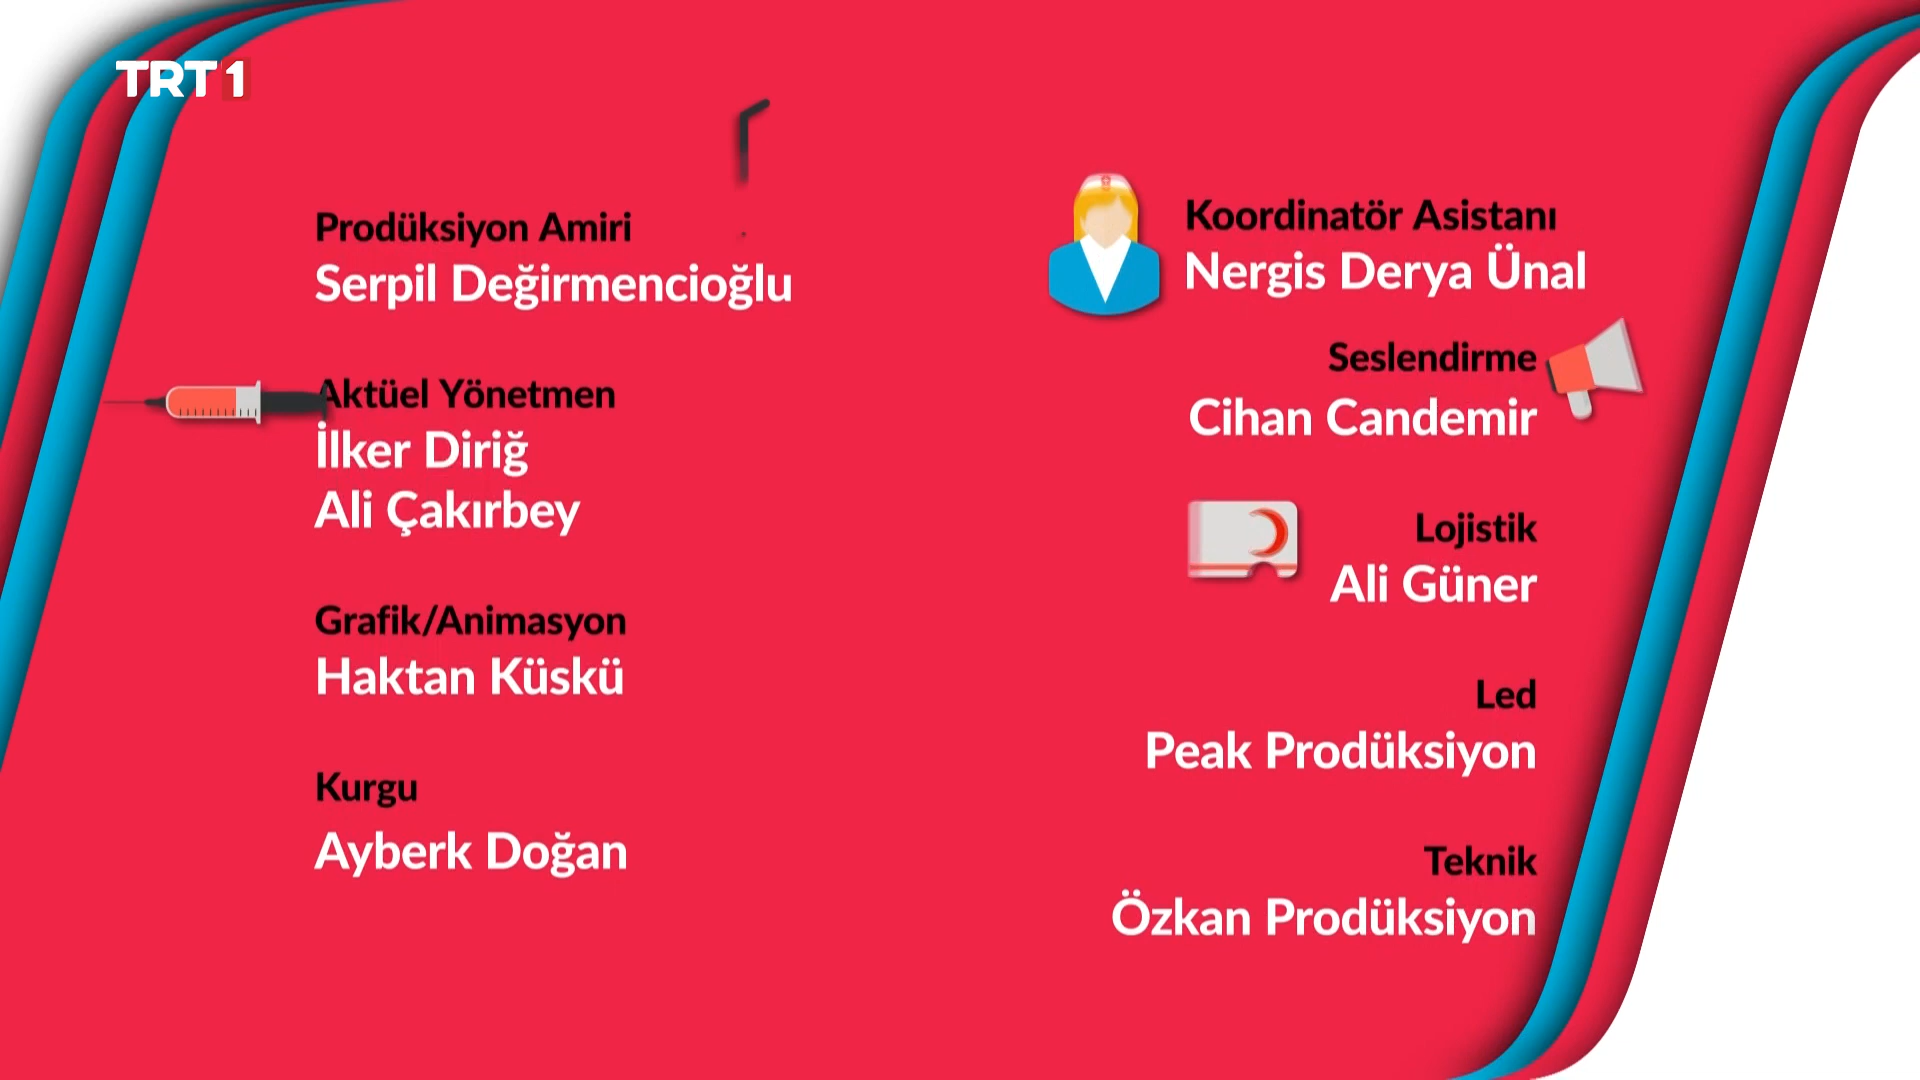 TRT 1
Prodüksiyon Amiri
Serpil Değirmencioğlu
Aktüel Yönetmen
İlker Diriğ
Ali Çakırbey
Grafik/Animasyon
Haktan Küskü
Kurgu
Ayberk Doğan
Koordinatör Asistanı
Nergis Derya Ünal
Seslendirme
Cihan Candemir
Lojistik
Ali Güner
Led
Peak Prodüksiyon
Teknik
Özkan Prodüksiyon